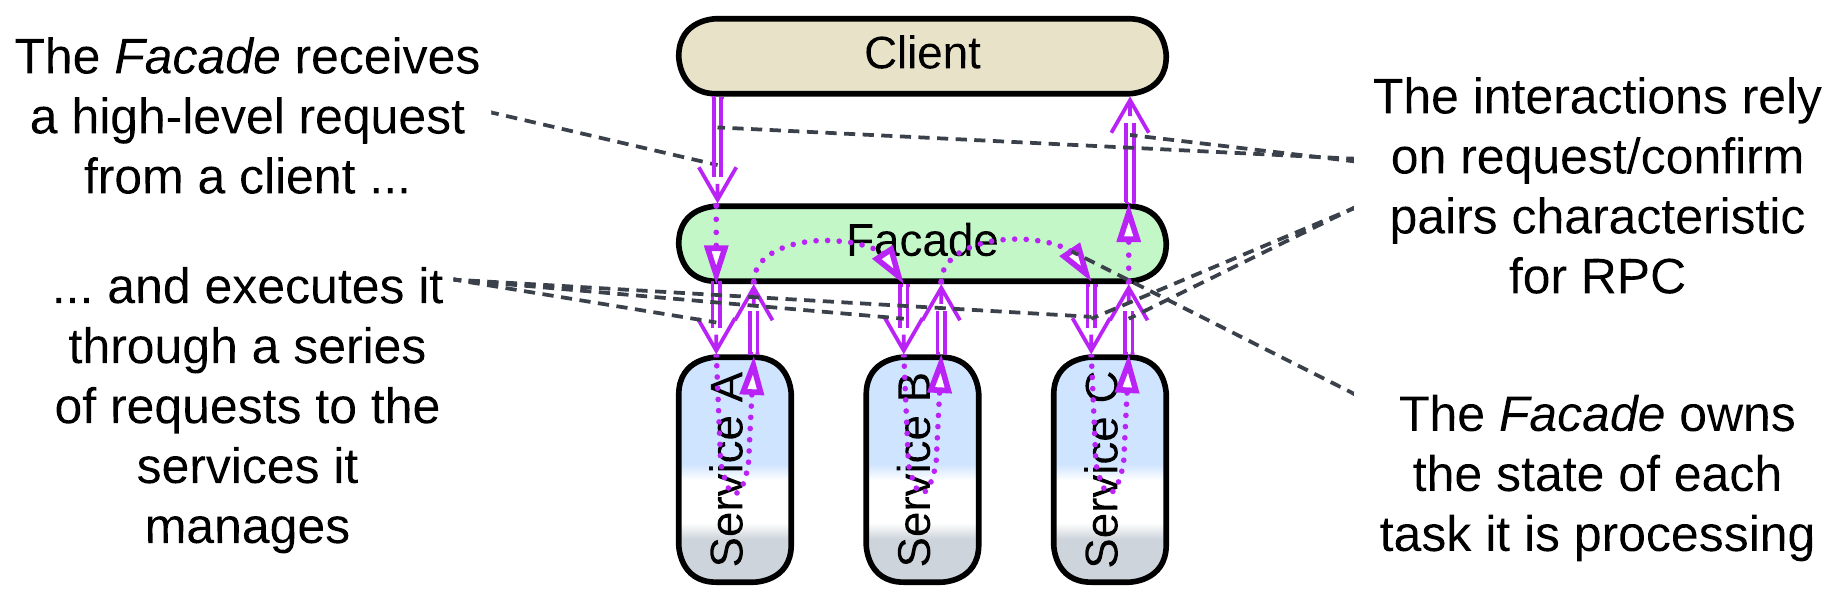 The Facade receives
a high-level request
from a client ...
... and executes it
through a series
of requests to the
services it
manages
Client
Facade
Service A
Service B
Service C
The interactions rely
on request/confirm
pairs characteristic
for RPC
The Facade owns
the state of each
task it is processing